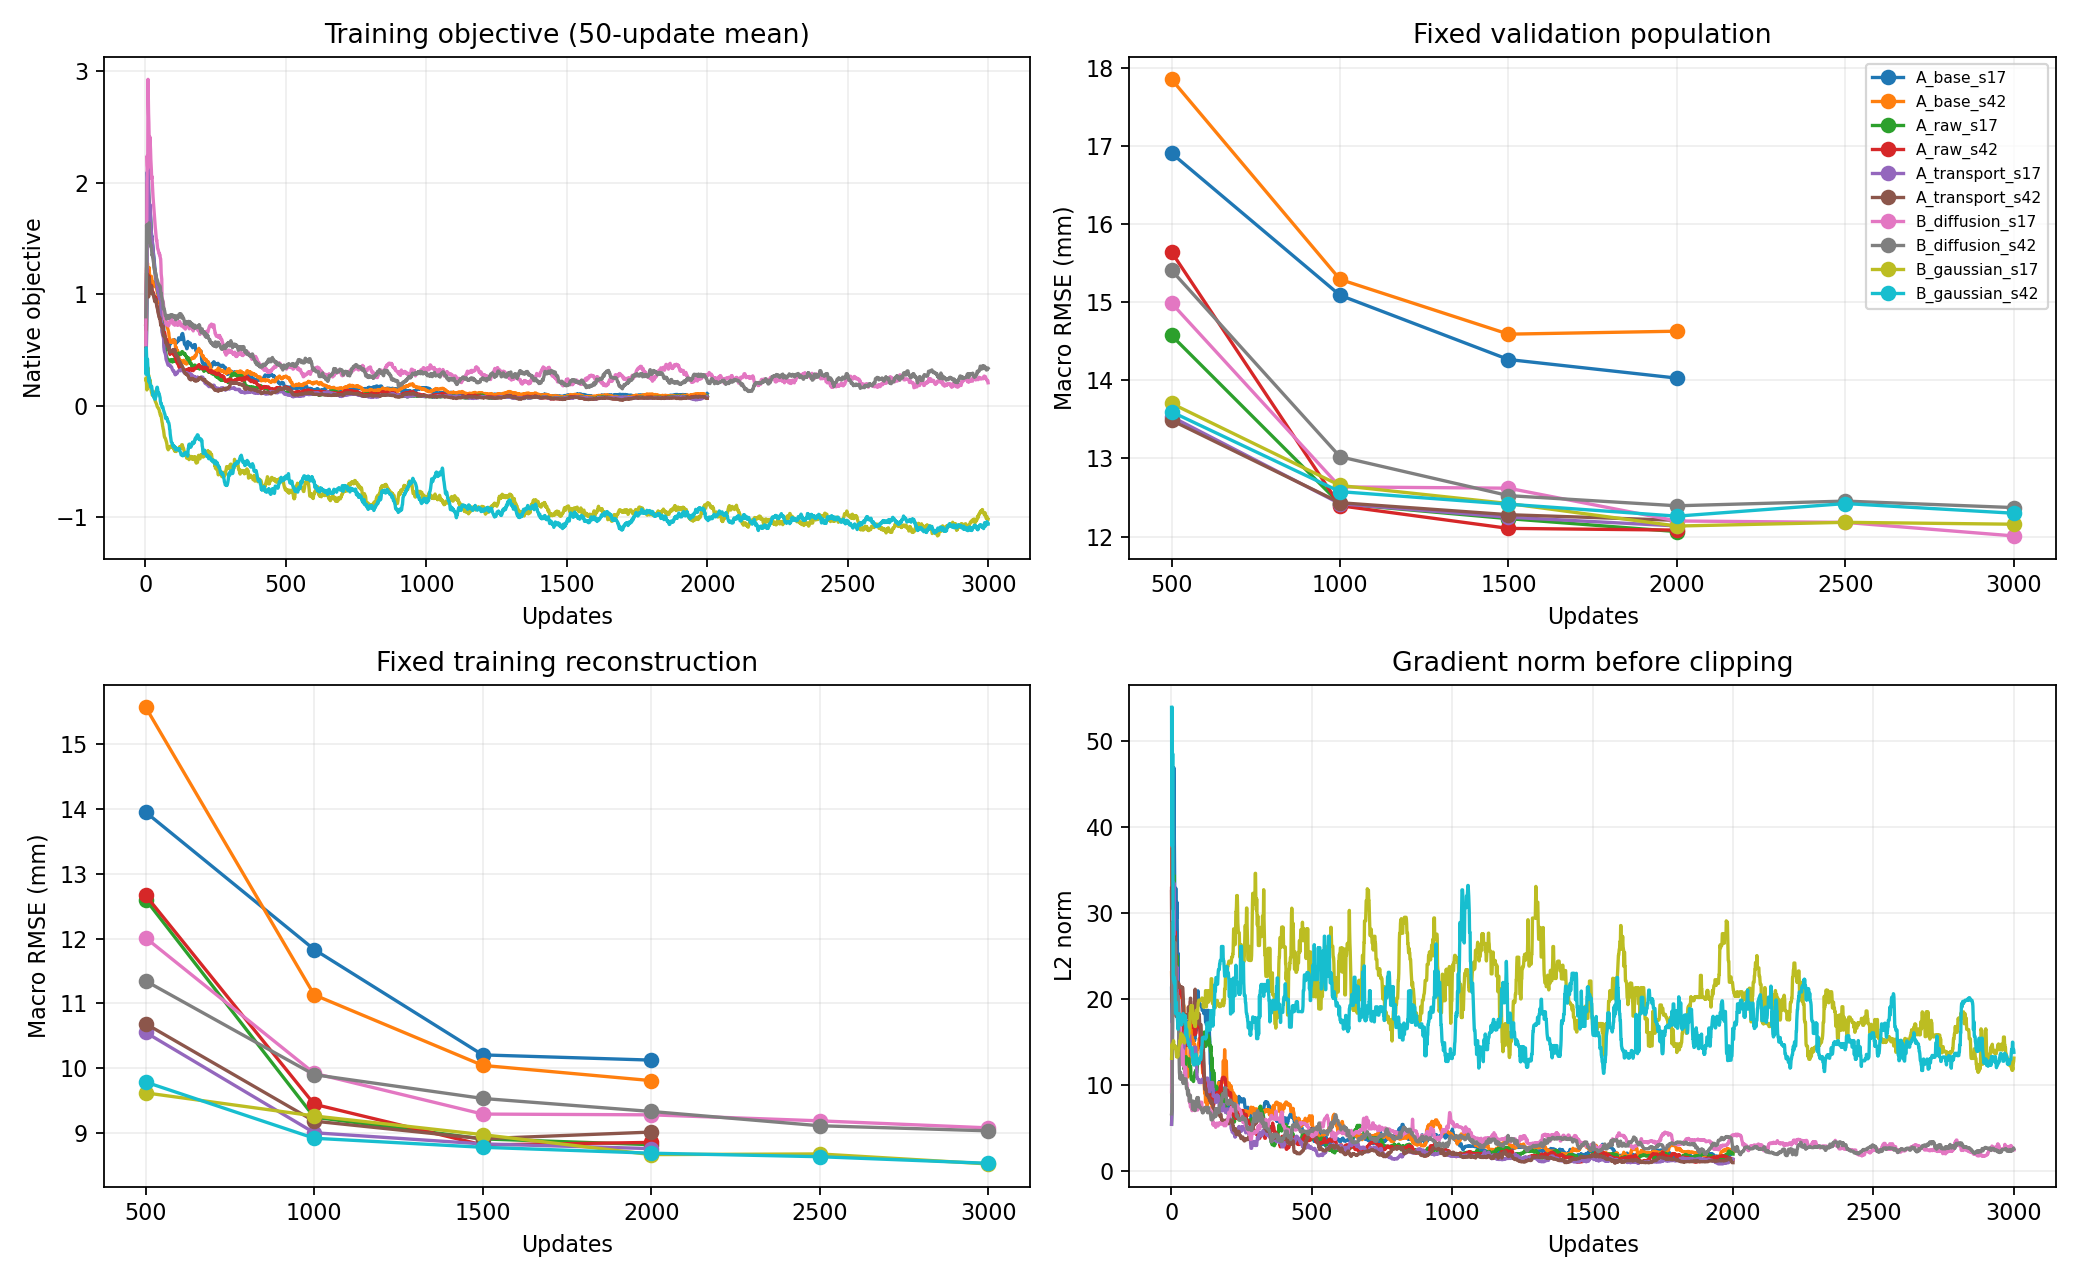 Training objective (50-update mean)
3
2
1
0
−1
Native objective
0
500
1000
1500
2000
2500
3000
Updates
Fixed validation population
18
17
16
15
14
13
12
Macro RMSE (mm)
A_base_s17
A_base_s42
A_raw_s17
A_raw_s42
A_transport_s17
A_transport_s42
B_diffusion_s17
B_diffusion_s42
B_gaussian_s17
B_gaussian_s42
500
1000
1500
2000
2500
3000
Updates
Fixed training reconstruction
15
14
13
12
11
10
9
Macro RMSE (mm)
500
1000
1500
2000
2500
3000
Updates
Gradient norm before clipping
50
40
30
20
10
0
L2 norm
0
500
1000
1500
2000
2500
3000
Updates